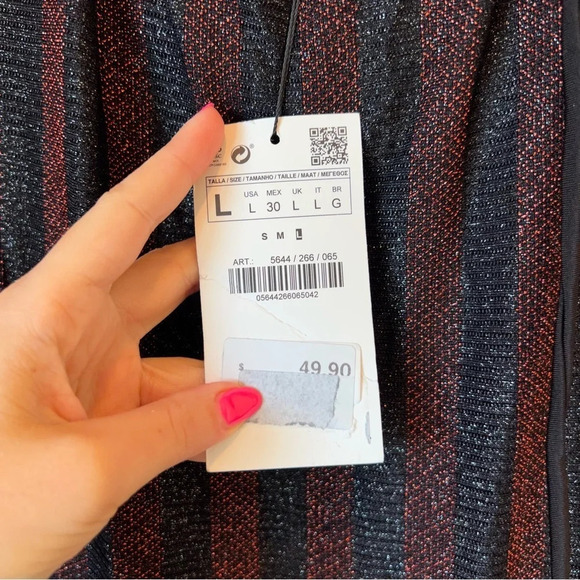 TALLA / SIZE / TAMANHO / TAILLE / MAAT / ΜΕΓΕΘΟΣ
L
USA MEX UK IT BR
L 30 L L G
S M L
ART.: 5644 / 266 / 065
05644266065042
$ 49.90